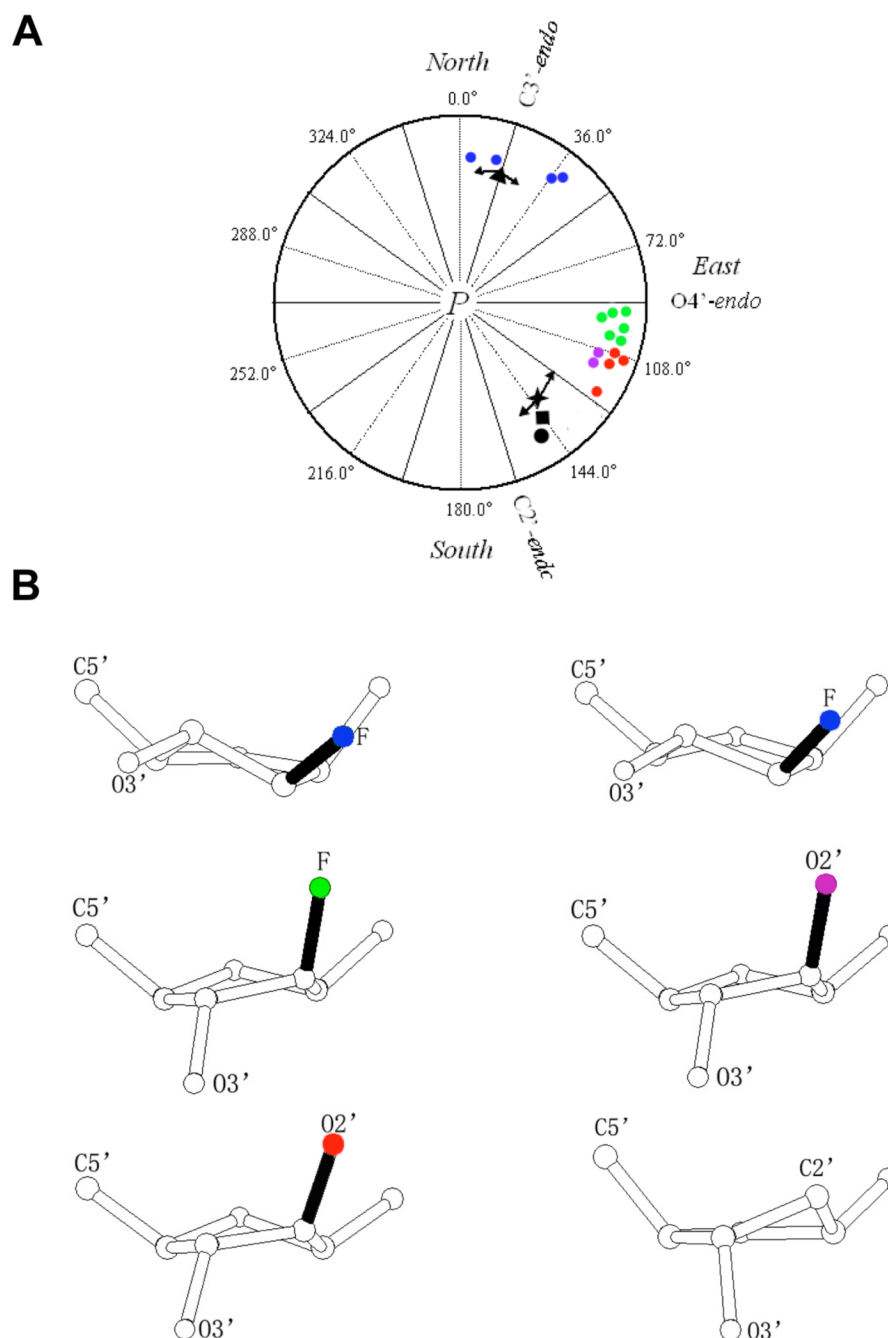 A
North
C3'-endo
0.0°
324.0°
36.0°
288.0°
72.0°
East
P
O4'-endo
252.0°
108.0°
216.0°
144.0°
180.0°
C2'-endc
South
B
C5'
F
O3'
C5'
F
O3'
F
C5'
O3'
O2'
C5'
O3'
O2'
C5'
O3'
C5'
C2'
O3'